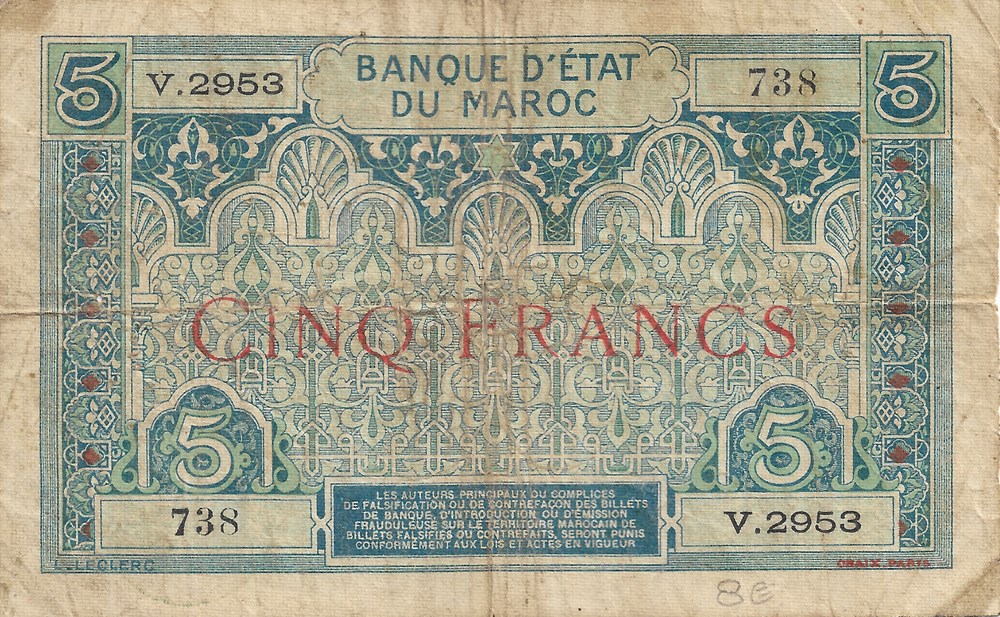 5 V.2953 BANQUE D'ÉTAT 738 5
DU MAROC
CINQ FRANCS
5 5
738 V.2953
LES AUTEURS PRINCIPAUX OU COMPLICES
DE FALSIFICATION OU DE CONTREFAÇON DES BILLETS
DE BANQUE, D'INTRODUCTION OU D'ÉMISSION
FRAUDULEUSE SUR LE TERRITOIRE MAROCAIN DE
BILLETS FALSIFIÉS OU CONTREFAITS, SERONT PUNIS
CONFORMÉMENT AUX LOIS ET ACTES EN VIGUEUR
L. LECLERC CHAIX PARIS
8E